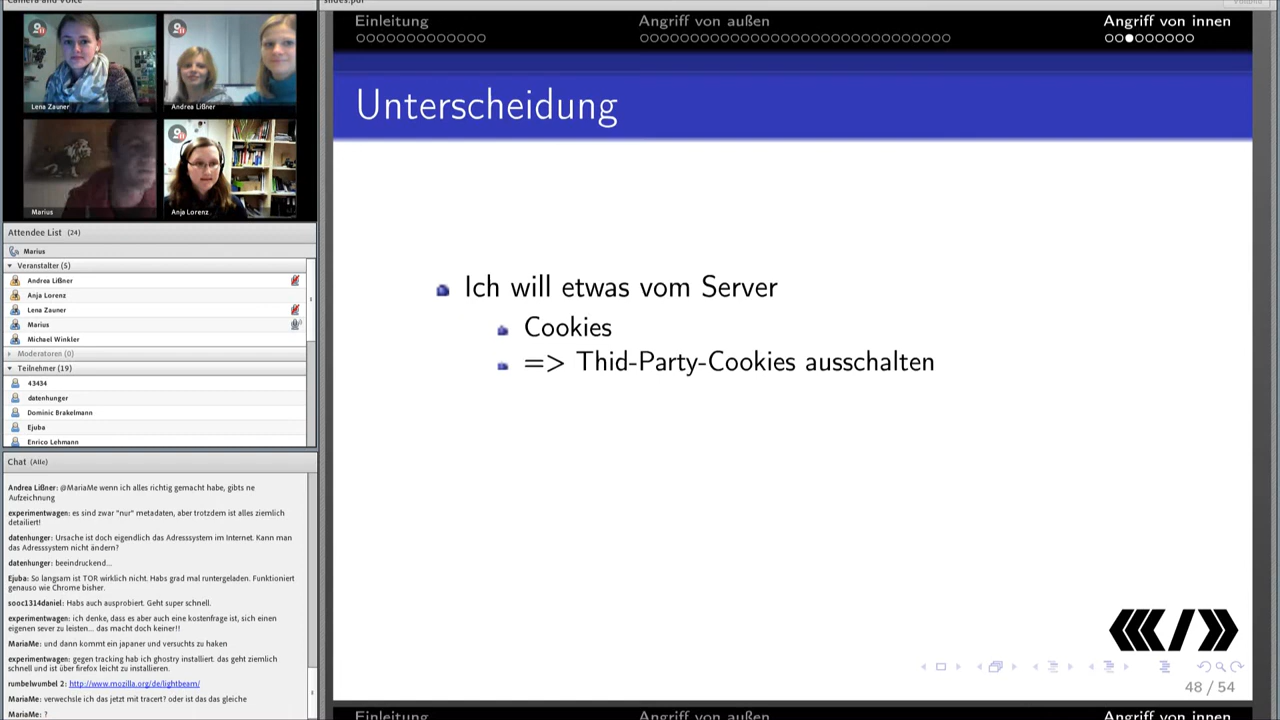 Camera and Voice
slides.pdf
Lena Zauner
Andrea Lißner
Marius
Anja Lorenz
Attendee List (24)
Marius
Veranstalter (5)
Andrea Lißner
Anja Lorenz
Lena Zauner
Marius
Michael Winkler
Moderatoren (0)
Teilnehmer (19)
43434
datenhunger
Dominic Brakelmann
Ejuba
Enrico Lehmann
Chat (Alle)
Andrea Lißner: @MariaMe wenn ich alles richtig gemacht habe, gibts ne
Aufzeichnung
experimentwagen: es sind zwar "nur" metadaten, aber trotzdem ist alles ziemlich
detailiert!
datenhunger: Ursache ist doch eigendlich das Adresssystem im Internet. Kann man
das Adresssystem nicht ändern?
datenhunger: beeindruckend...
Ejuba: So langsam ist TOR wirklich nicht. Habs grad mal runtergeladen. Funktioniert
genauso wie Chrome bisher.
sooc1314daniel: Habs auch ausprobiert. Geht super schnell.
experimentwagen: ich denke, dass es aber auch eine kostenfrage ist, sich einen
eigenen sever zu leisten... das macht doch keiner!!
MariaMe: und dann kommt ein japaner und versuchts zu haken
experimentwagen: gegen tracking hab ich ghostry installiert. das geht ziemlich
schnell und ist über firefox leicht zu installieren.
rumbelwumbel 2: http://www.mozilla.org/de/lightbeam/
MariaMe: verwechsle ich das jetzt mit tracert? oder ist das das gleiche
MariaMe: ?
Einleitung
Angriff von außen
Angriff von innen
Unterscheidung
Ich will etwas vom Server
Cookies
=> Thid-Party-Cookies ausschalten
48 / 54
Einleitung
Angriff von außen
Angriff von innen